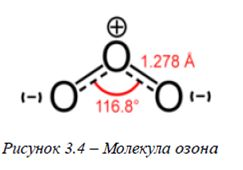 ⊕
O 1.278 Å
(-) O 116.8° O (-)
Рисунок 3.4 – Молекула озона